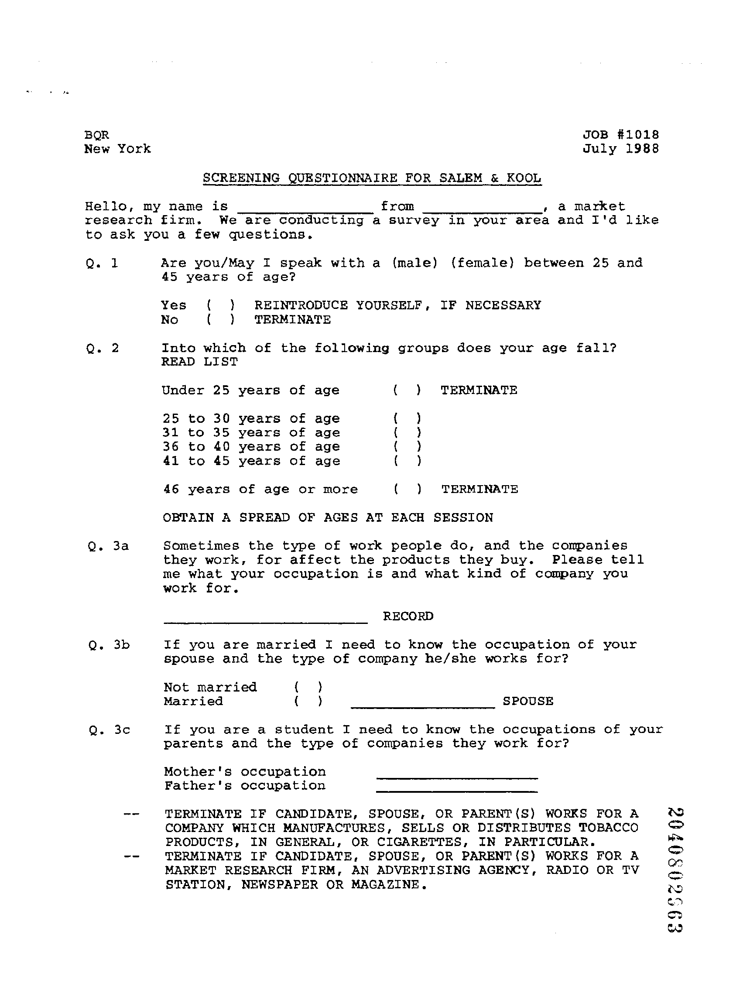 BQR JOB #1018
New York July 1988
SCREENING QUESTIONNAIRE FOR SALEM & KOOL
Hello, my name is ______________ from _____________, a market
research firm. We are conducting a survey in your area and I'd like
to ask you a few questions.
Q. 1 Are you/May I speak with a (male) (female) between 25 and
45 years of age?
Yes ( ) REINTRODUCE YOURSELF, IF NECESSARY
No ( ) TERMINATE
Q. 2 Into which of the following groups does your age fall?
READ LIST
Under 25 years of age ( ) TERMINATE
25 to 30 years of age ( )
31 to 35 years of age ( )
36 to 40 years of age ( )
41 to 45 years of age ( )
46 years of age or more ( ) TERMINATE
OBTAIN A SPREAD OF AGES AT EACH SESSION
Q. 3a Sometimes the type of work people do, and the companies
they work, for affect the products they buy. Please tell
me what your occupation is and what kind of company you
work for.
______________________ RECORD
Q. 3b If you are married I need to know the occupation of your
spouse and the type of company he/she works for?
Not married ( )
Married ( ) ________________ SPOUSE
Q. 3c If you are a student I need to know the occupations of your
parents and the type of companies they work for?
Mother's occupation __________________
Father's occupation __________________
-- TERMINATE IF CANDIDATE, SPOUSE, OR PARENT(S) WORKS FOR A
COMPANY WHICH MANUFACTURES, SELLS OR DISTRIBUTES TOBACCO
PRODUCTS, IN GENERAL, OR CIGARETTES, IN PARTICULAR.
-- TERMINATE IF CANDIDATE, SPOUSE, OR PARENT(S) WORKS FOR A
MARKET RESEARCH FIRM, AN ADVERTISING AGENCY, RADIO OR TV
STATION, NEWSPAPER OR MAGAZINE.